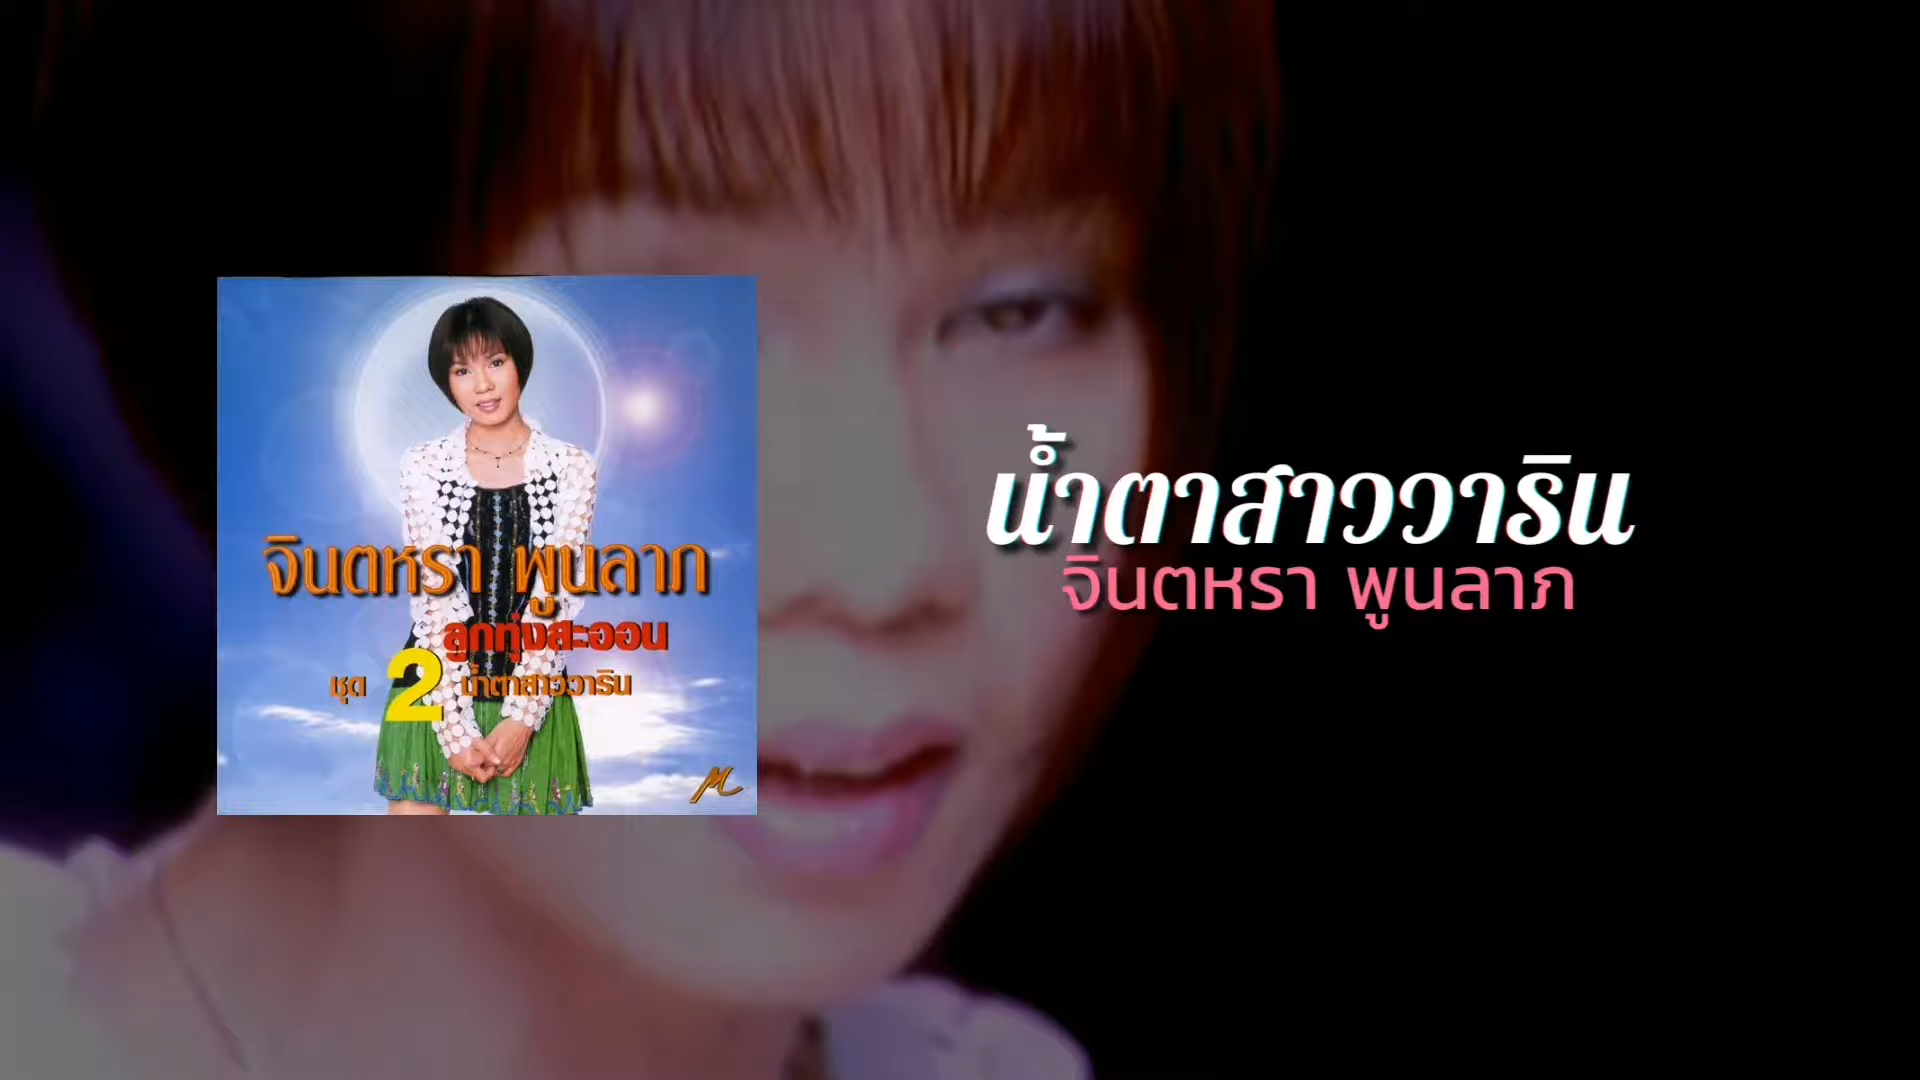 จินตหรา พูนลาภ
ลูกทุ่งสะออน
ชุด 2 น้ำตาสาววาริน
M
น้ำตาสาววาริน
จินตหรา พูนลาภ